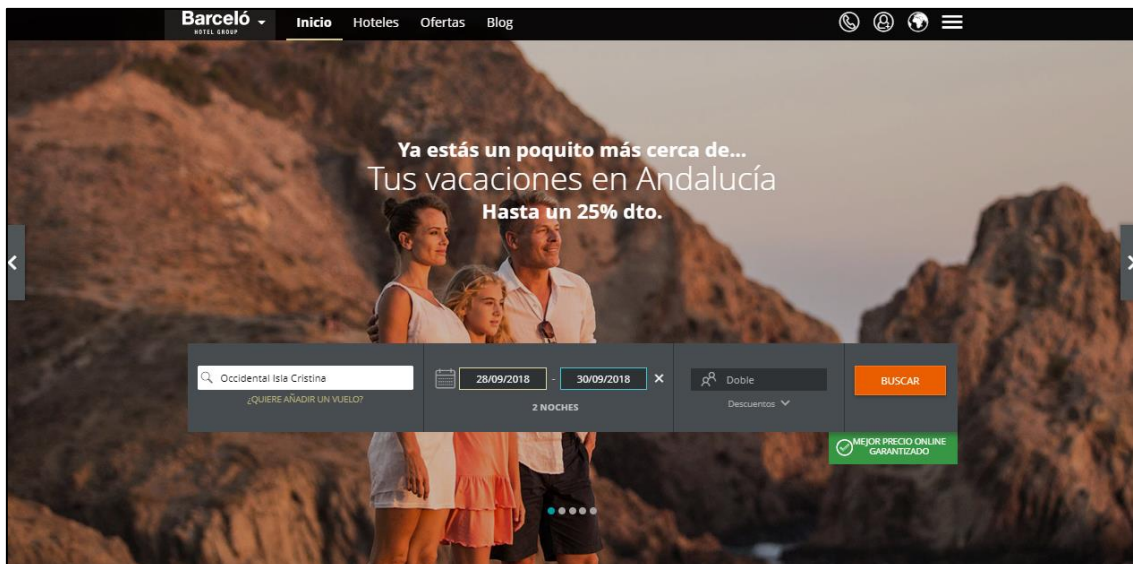 Barceló
HOTEL GROUP
Inicio Hoteles Ofertas Blog
Ya estás un poquito más cerca de...
Tus vacaciones en Andalucía
Hasta un 25% dto.
Occidental Isla Cristina
¿QUIERE AÑADIR UN VUELO?
28/09/2018 - 30/09/2018
2 NOCHES
Doble
Descuentos
BUSCAR
MEJOR PRECIO ONLINE
GARANTIZADO